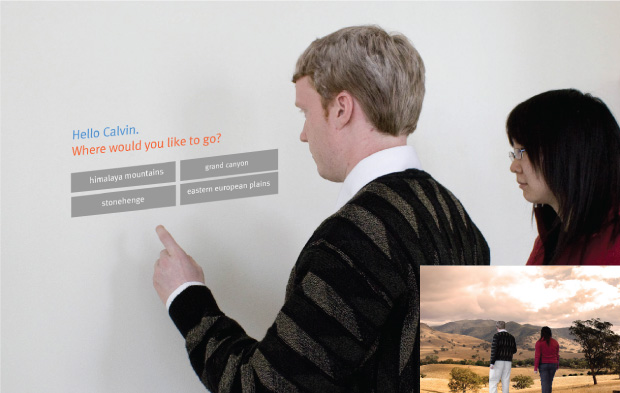 Hello Calvin.
Where would you like to go?
himalaya mountains
grand canyon
stonehenge
eastern european plains